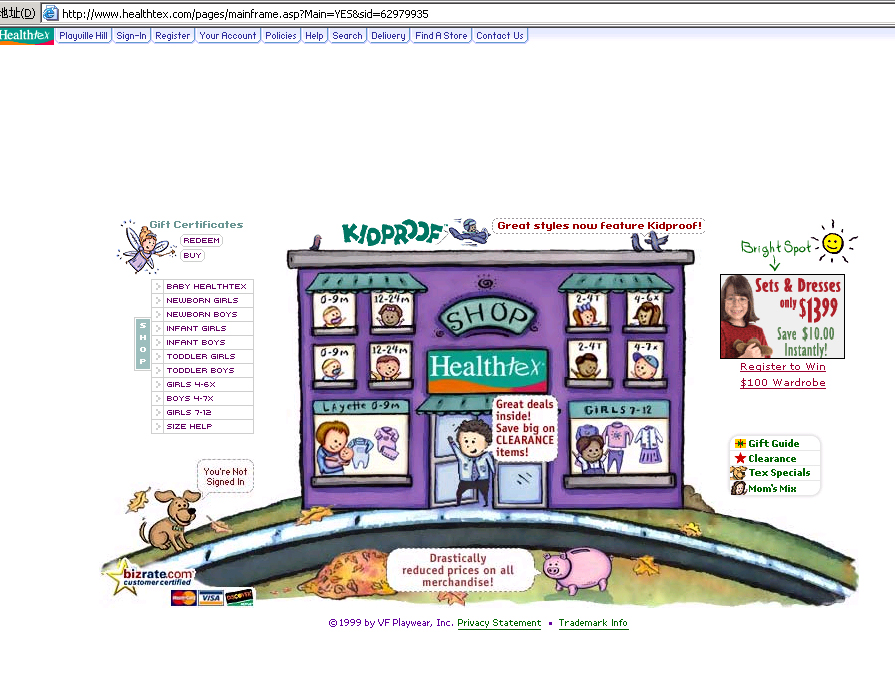 地址(D) http://www.healthtex.com/pages/mainframe.asp?Main=YES&sid=62979935
Healthtex Playville Hill Sign-In Register Your Account Policies Help Search Delivery Find A Store Contact Us
Gift Certificates
REDEEM
BUY
KIDPROOF
Great styles now feature Kidproof!
Bright Spot
SHOP
BABY HEALTHTEX
NEWBORN GIRLS
NEWBORN BOYS
INFANT GIRLS
INFANT BOYS
TODDLER GIRLS
TODDLER BOYS
GIRLS 4-6X
BOYS 4-7X
GIRLS 7-12
SIZE HELP
0-9M 12-24M
SHOP
2-4T 4-6X
0-9M 12-24M
Healthtex
2-4T 4-7X
LAyette 0-9M
Great deals
inside!
Save big on
CLEARANCE
items!
GiRLS 7-12
Sets & Dresses
only $1399
Save $10.00
Instantly!
Register to Win
$100 Wardrobe
Gift Guide
Clearance
Tex Specials
Mom's Mix
You're Not
Signed In
bizrate.com
customer certified
MasterCard VISA DISCOVER
Drastically
reduced prices on all
merchandise!
©1999 by VF Playwear, Inc. Privacy Statement • Trademark Info